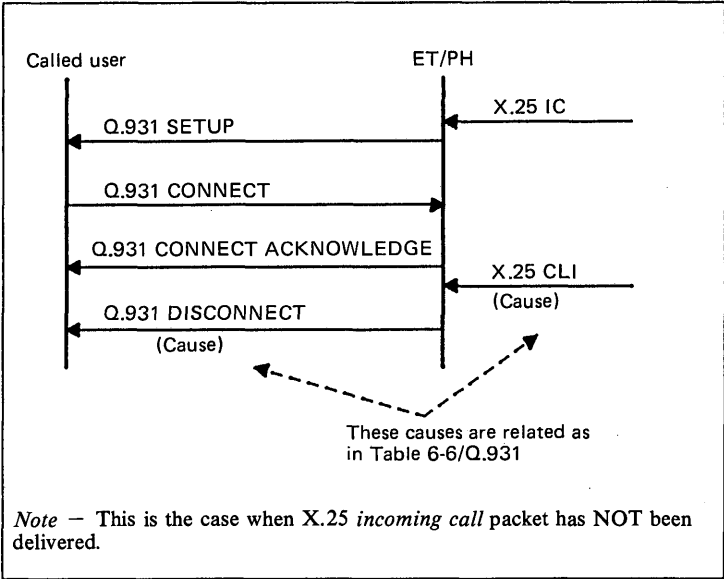 Called user
ET/PH
X.25 IC
Q.931 SETUP
Q.931 CONNECT
Q.931 CONNECT ACKNOWLEDGE
X.25 CLI
(Cause)
Q.931 DISCONNECT
(Cause)
These causes are related as
in Table 6-6/Q.931
Note — This is the case when X.25 incoming call packet has NOT been
delivered.